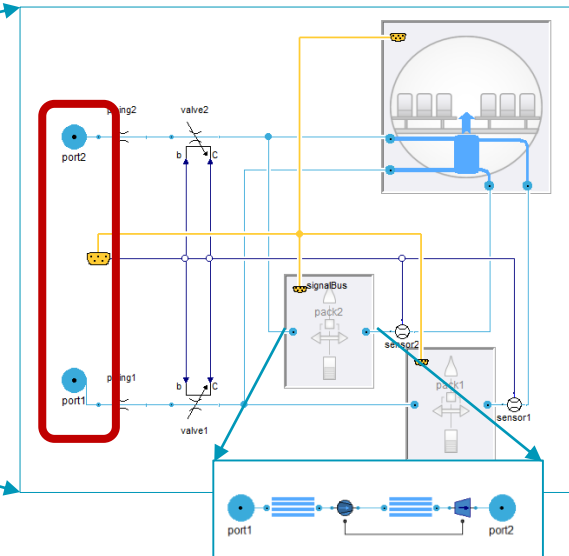 piping2
valve2
port2
b
C
signalBus
pack2
sensor2
piping1
port1
b
C
pack1
sensor1
valve1
port1
port2